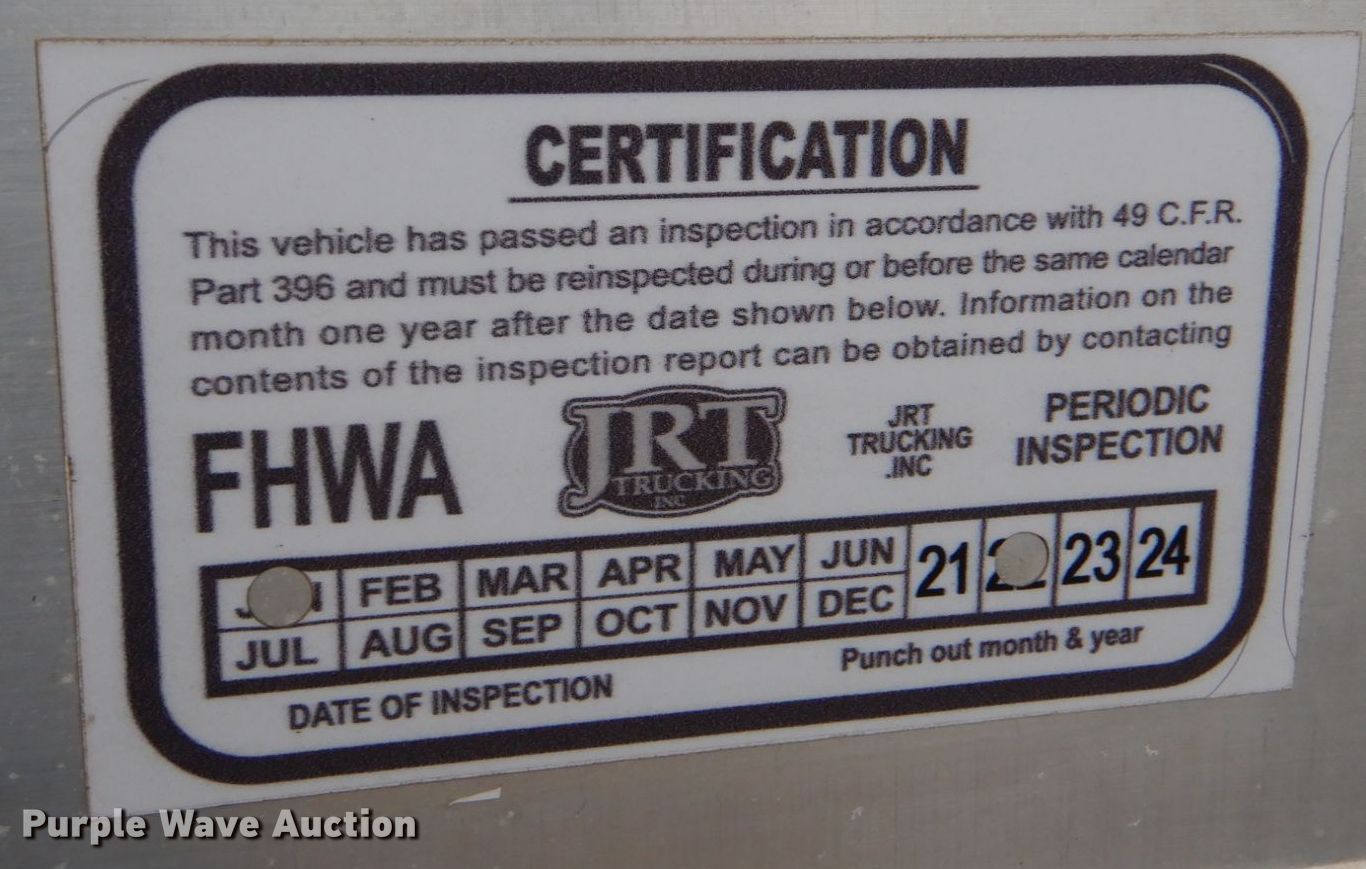 CERTIFICATION
This vehicle has passed an inspection in accordance with 49 C.F.R.
Part 396 and must be reinspected during or before the same calendar
month one year after the date shown below. Information on the
contents of the inspection report can be obtained by contacting
FHWA
JRT
TRUCKING
INC
JRT
TRUCKING
.INC
PERIODIC
INSPECTION
FEB MAR APR MAY JUN
JUL AUG SEP OCT NOV DEC
21 23 24
DATE OF INSPECTION
Punch out month & year
Purple Wave Auction